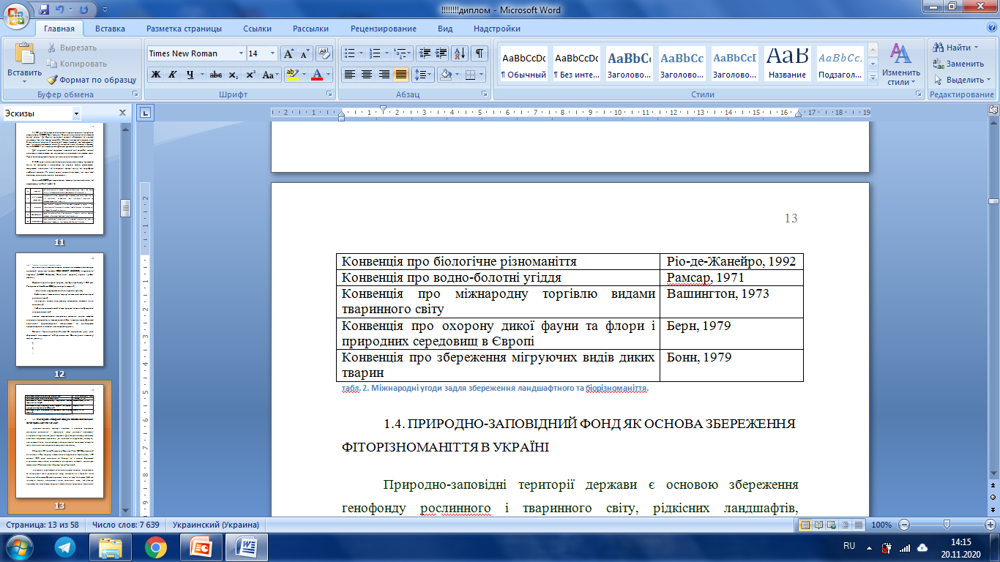 !!!!!!!!диплом - Microsoft Word
Главная Вставка Разметка страницы Ссылки Рассылки Рецензирование Вид Надстройки
Вставить
Вырезать
Копировать
Формат по образцу
Буфер обмена
Times New Roman 14
Ж К Ч abc x₂ x² Aa
Шрифт
Абзац
AaBbCcDc AaBbCcDc AaBbCc AaBbCc AaBbCcI АаВ AaBbCc.
¶ Обычный ¶ Без инте... Заголово... Заголово... Заголово... Название Подзагол...
Стили
Изменить стили
Найти
Заменить
Выделить
Редактирование
Эскизы
11
12
13
13
Конвенція про біологічне різноманіття Ріо-де-Жанейро, 1992
Конвенція про водно-болотні угіддя Рамсар, 1971
Конвенція про міжнародну торгівлю видами Вашингтон, 1973
тваринного світу
Конвенція про охорону дикої фауни та флори і Берн, 1979
природних середовищ в Європі
Конвенція про збереження мігруючих видів диких Бонн, 1979
тварин
табл. 2. Міжнародні угоди задля збереження ландшафтного та біорізноманіття.
1.4. ПРИРОДНО-ЗАПОВІДНИЙ ФОНД ЯК ОСНОВА ЗБЕРЕЖЕННЯ
ФІТОРІЗНОМАНІТТЯ В УКРАЇНІ
Природно-заповідні території держави є основою збереження
генофонду рослинного і тваринного світу, рідкісних ландшафтів,
Страница: 13 из 58 Число слов: 7 639 Украинский (Украина) 100%
RU 14:15
20.11.2020